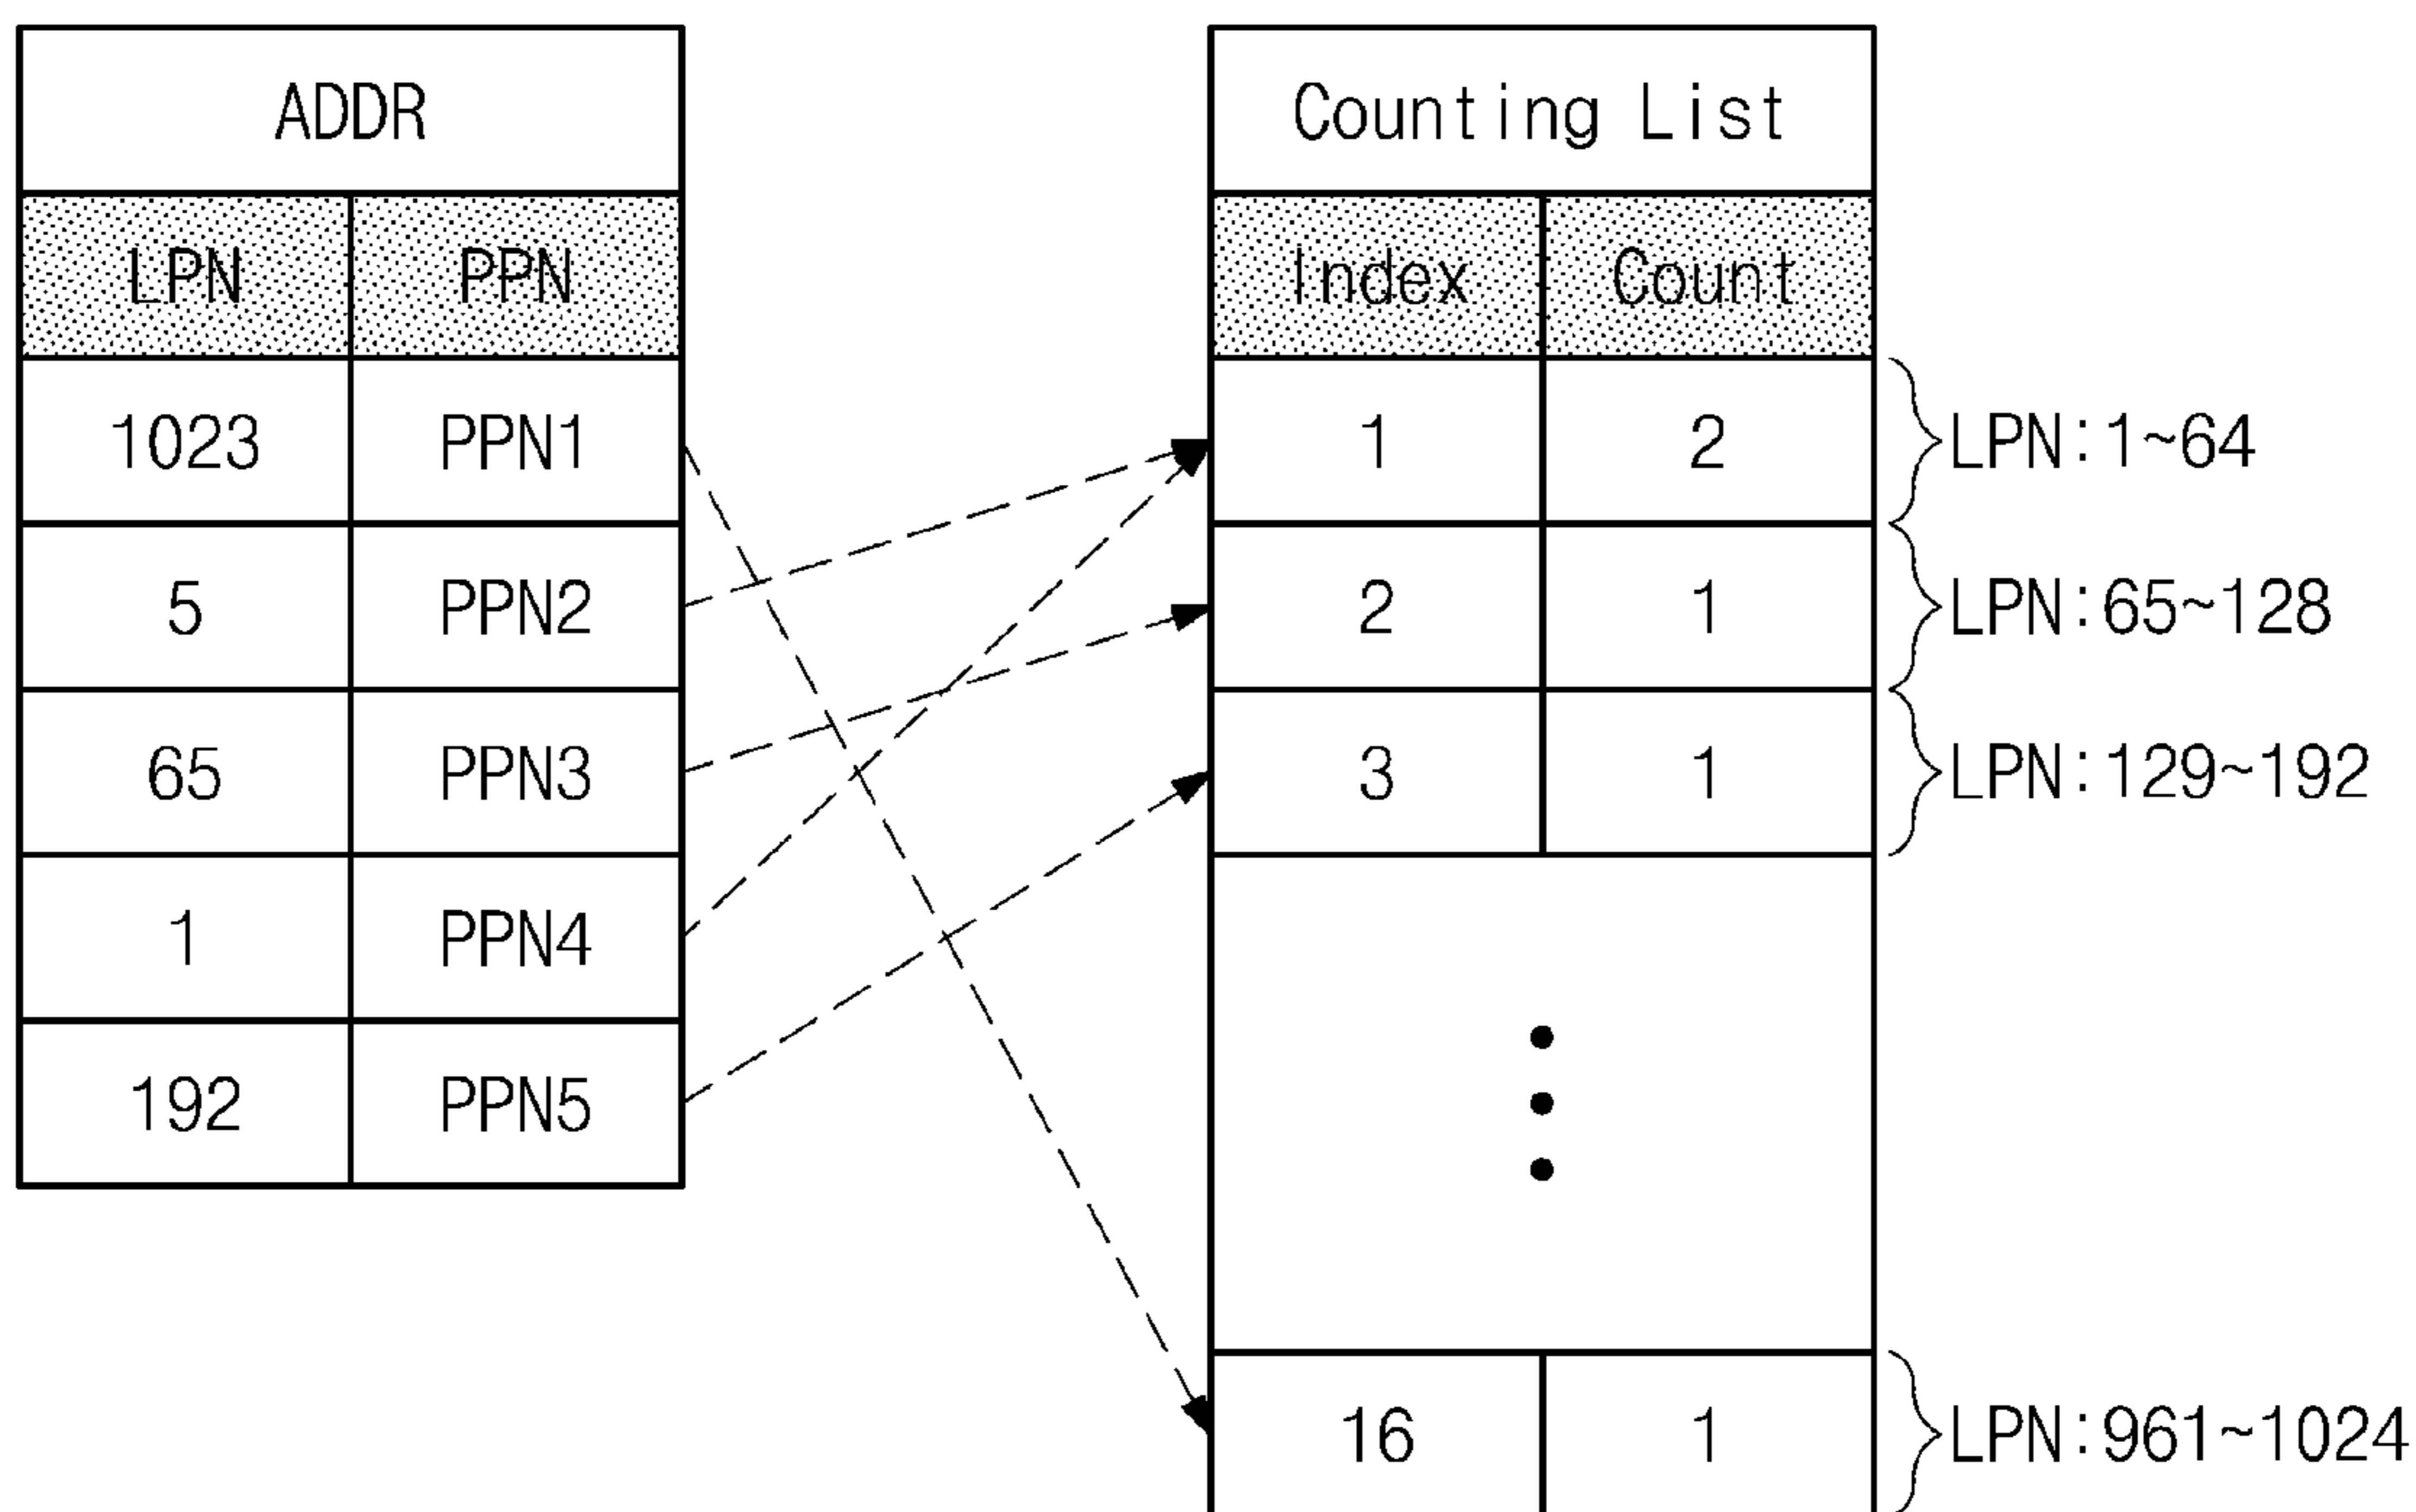 ADDR
LPN PPN
1023 PPN1
5 PPN2
65 PPN3
1 PPN4
192 PPN5
Counting List
Index Count
1 2 LPN:1~64
2 1 LPN:65~128
3 1 LPN:129~192
16 1 LPN:961~1024